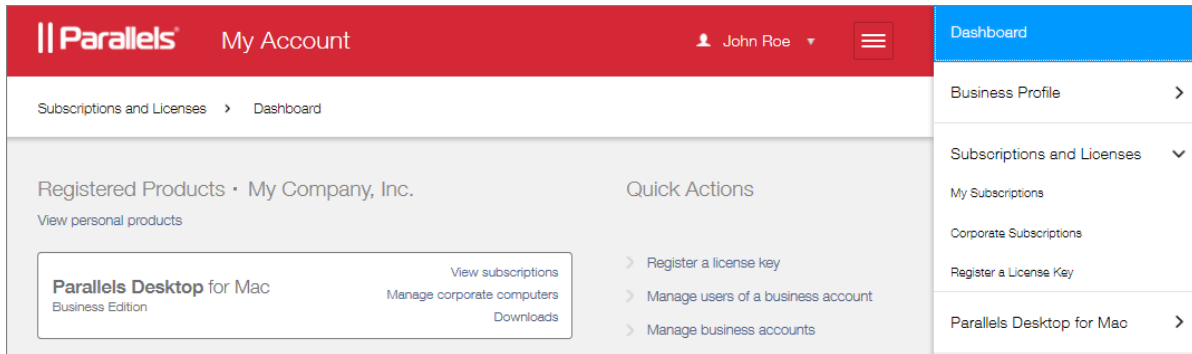 Parallels®
My Account
John Roe
Subscriptions and Licenses > Dashboard
Registered Products · My Company, Inc.
View personal products
Parallels Desktop for Mac
Business Edition
View subscriptions
Manage corporate computers
Downloads
Quick Actions
Register a license key
Manage users of a business account
Manage business accounts
Dashboard
Business Profile
Subscriptions and Licenses
My Subscriptions
Corporate Subscriptions
Register a License Key
Parallels Desktop for Mac